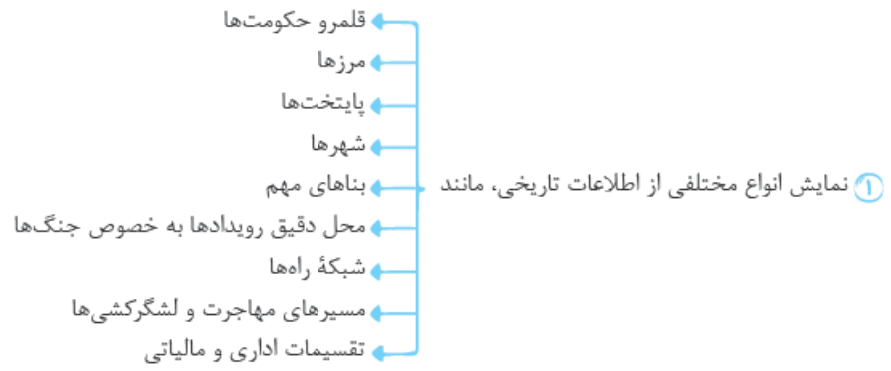 ۱ نمایش انواع مختلفی از اطلاعات تاریخی، مانند
قلمرو حکومت‌ها
مرزها
پایتخت‌ها
شهرها
بناهای مهم
محل دقیق رویدادها به خصوص جنگ‌ها
شبکهٔ راه‌ها
مسیرهای مهاجرت و لشگرکشی‌ها
تقسیمات اداری و مالیاتی